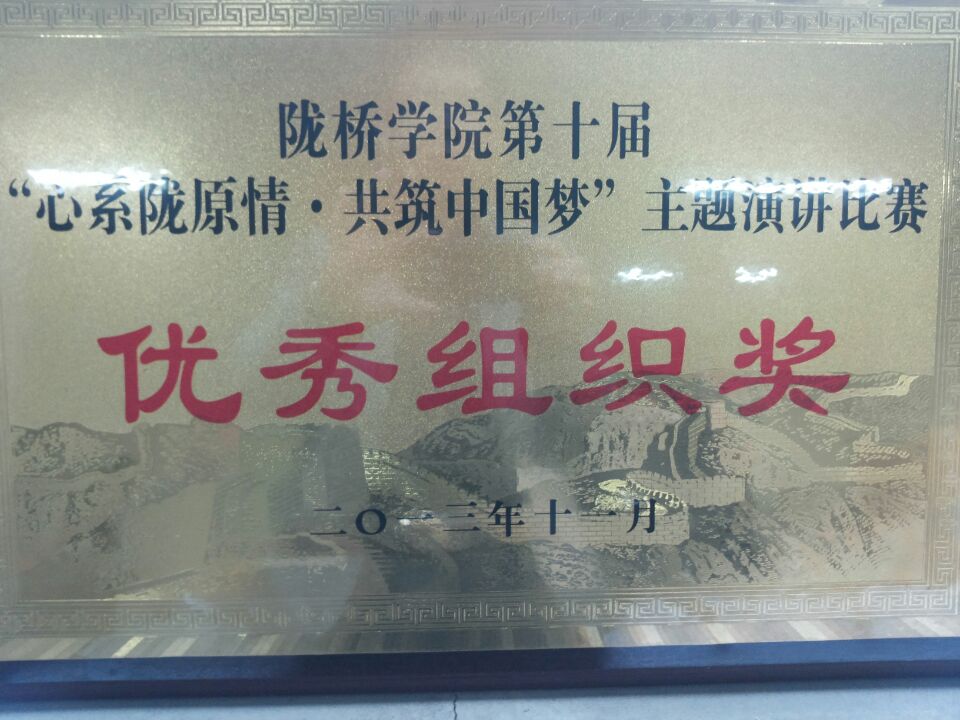 陇桥学院第十届
“心系陇原情·共筑中国梦”主题演讲比赛
优秀组织奖
二〇一三年十一月